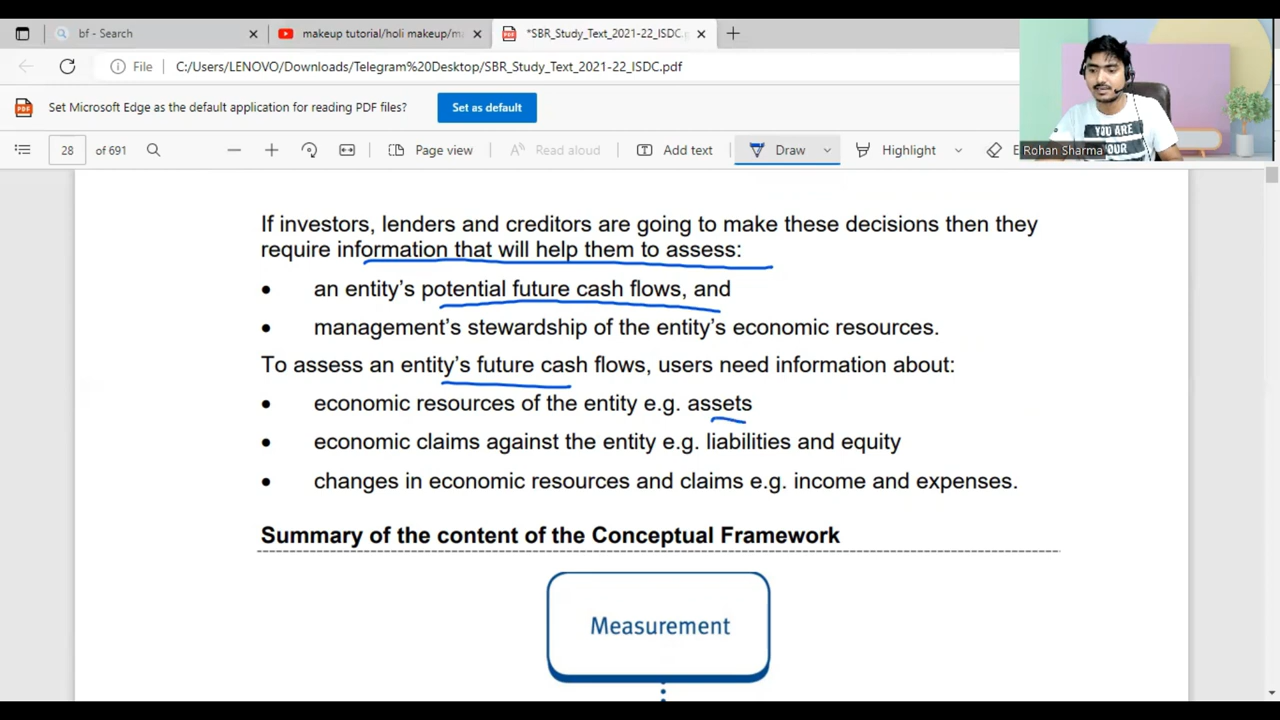 bf - Search
makeup tutorial/holi makeup/ma
*SBR_Study_Text_2021-22_ISDC.p
File C:/Users/LENOVO/Downloads/Telegram%20Desktop/SBR_Study_Text_2021-22_ISDC.pdf
Set Microsoft Edge as the default application for reading PDF files? Set as default
28 of 691 Page view Read aloud Add text Draw Highlight E
YOU ARE
OUR
Rohan Sharma
If investors, lenders and creditors are going to make these decisions then they
require information that will help them to assess:
• an entity's potential future cash flows, and
• management's stewardship of the entity's economic resources.
To assess an entity's future cash flows, users need information about:
• economic resources of the entity e.g. assets
• economic claims against the entity e.g. liabilities and equity
• changes in economic resources and claims e.g. income and expenses.
Summary of the content of the Conceptual Framework
Measurement